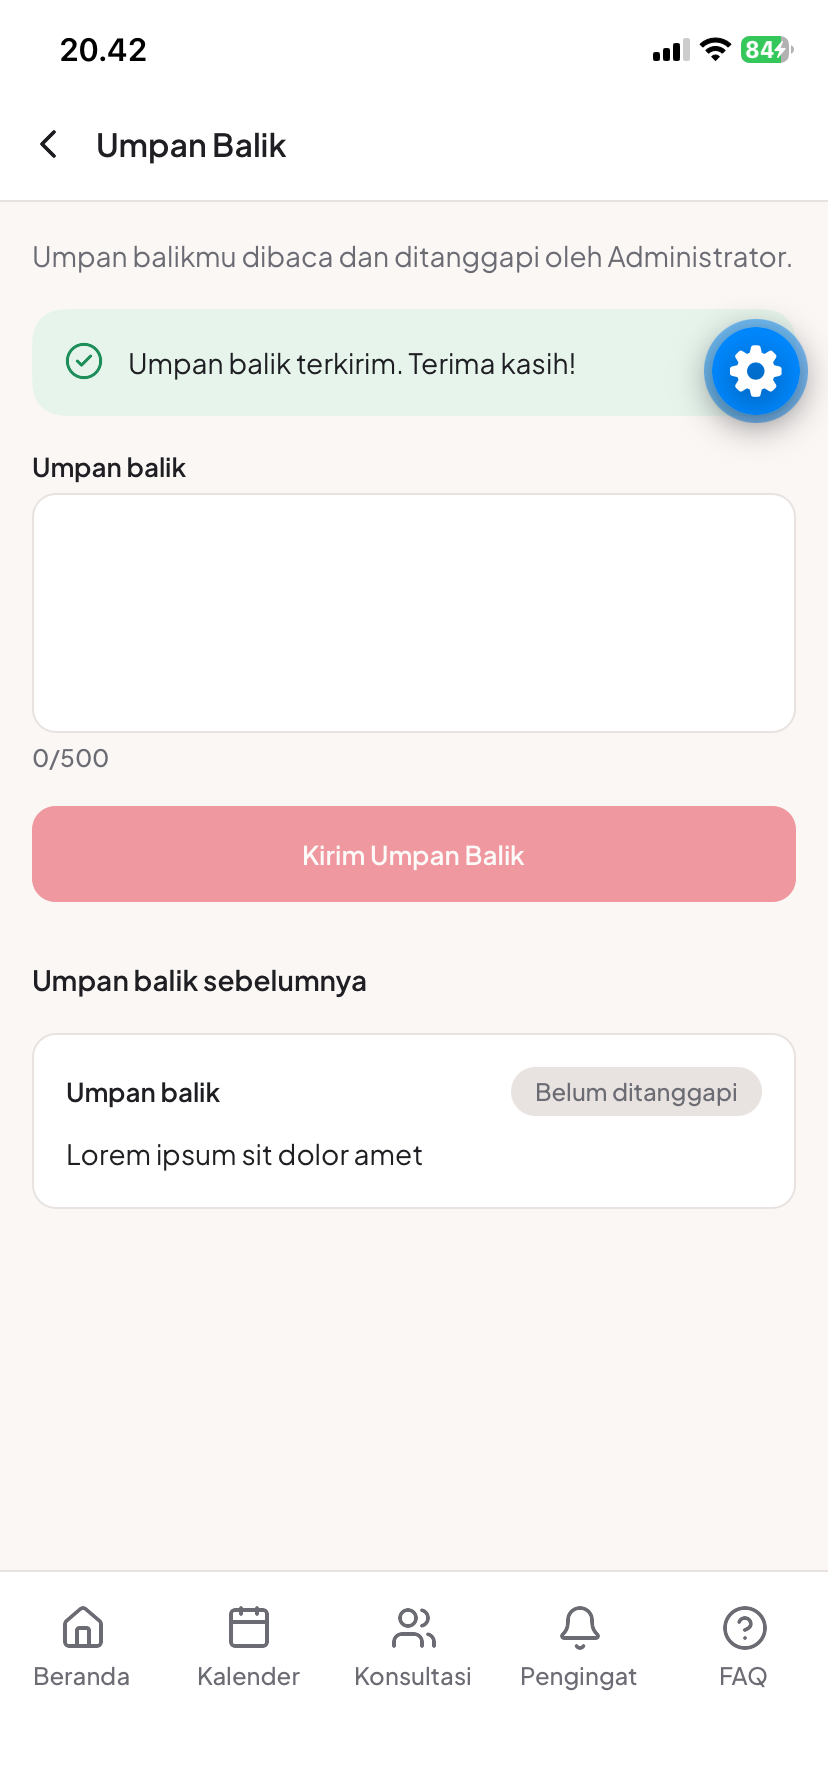 20.42
84
Umpan Balik
Umpan balikmu dibaca dan ditanggapi oleh Administrator.
Umpan balik terkirim. Terima kasih!
Umpan balik
0/500
Kirim Umpan Balik
Umpan balik sebelumnya
Umpan balik
Belum ditanggapi
Lorem ipsum sit dolor amet
Beranda
Kalender
Konsultasi
Pengingat
FAQ